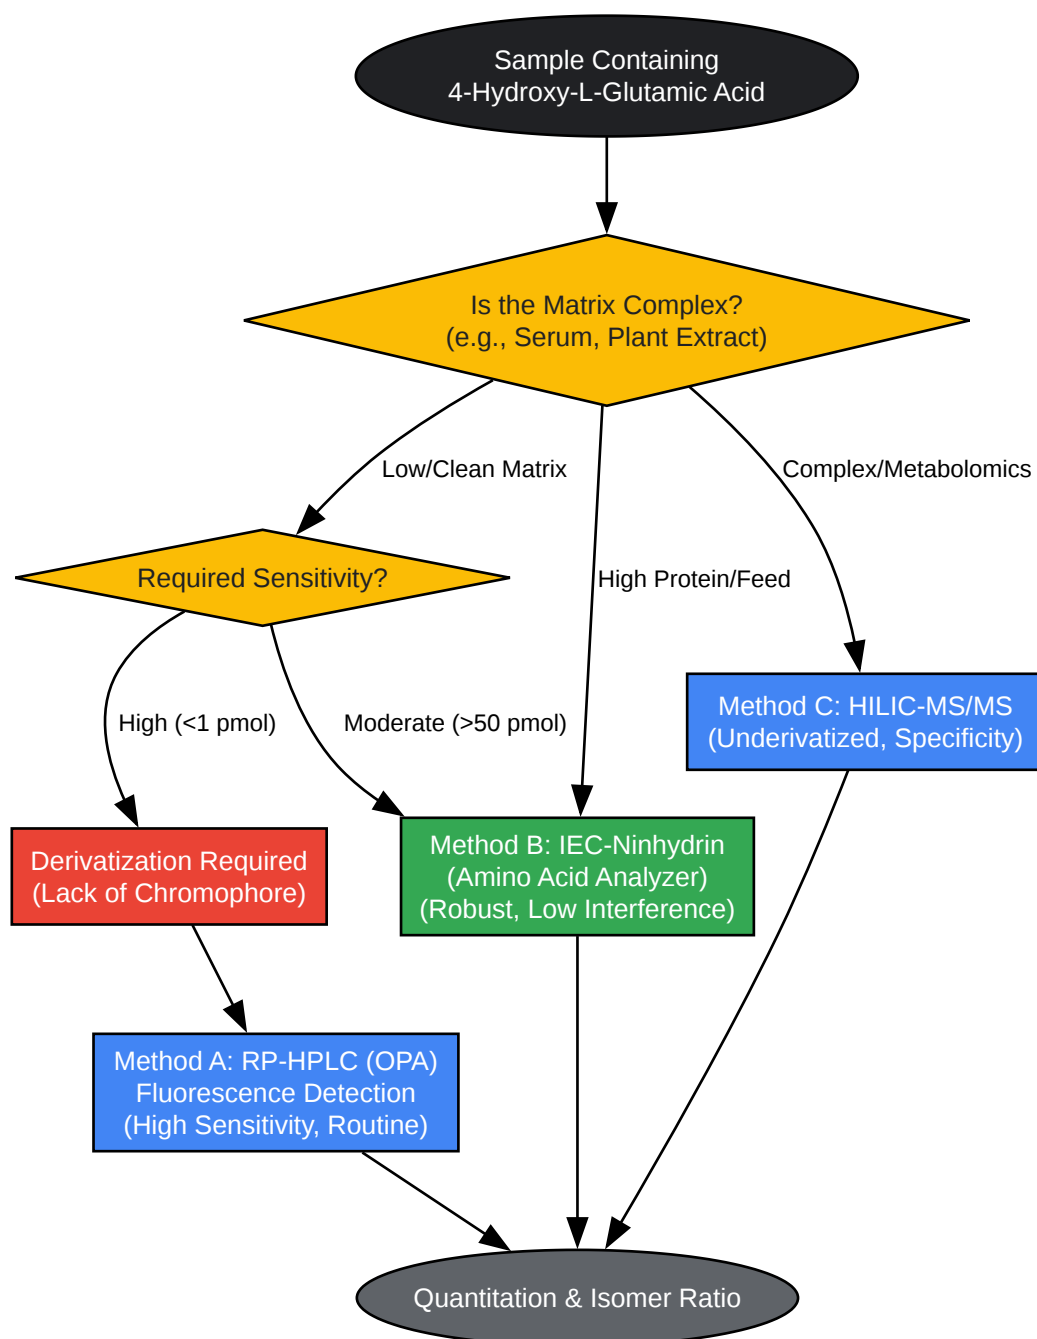 Sample Containing
4-Hydroxy-L-Glutamic Acid
Is the Matrix Complex?
(e.g., Serum, Plant Extract)
Low/Clean Matrix
Complex/Metabolomics
Required Sensitivity?
High Protein/Feed
High (<1 pmol)
Moderate (>50 pmol)
Method C: HILIC-MS/MS
(Underivatized, Specificity)
Derivatization Required
(Lack of Chromophore)
Method B: IEC-Ninhydrin
(Amino Acid Analyzer)
(Robust, Low Interference)
Method A: RP-HPLC (OPA)
Fluorescence Detection
(High Sensitivity, Routine)
Quantitation & Isomer Ratio